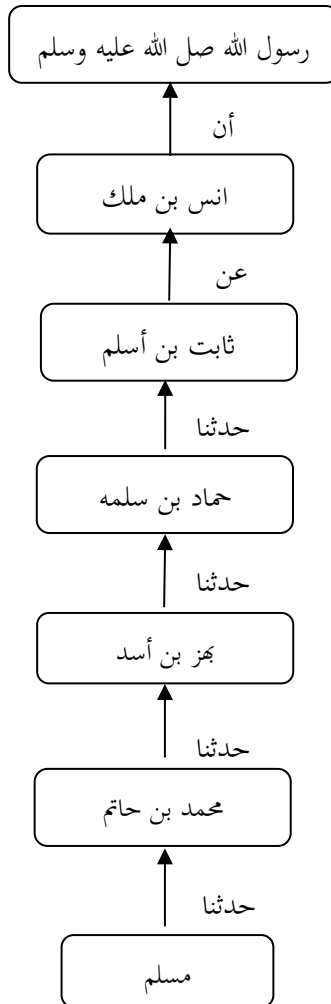 رسول الله صل الله عليه وسلم
أن
انس بن ملك
عن
ثابت بن أسلم
حدثنا
حماد بن سلمه
حدثنا
بهز بن أسد
حدثنا
محمد بن حاتم
حدثنا
مسلم